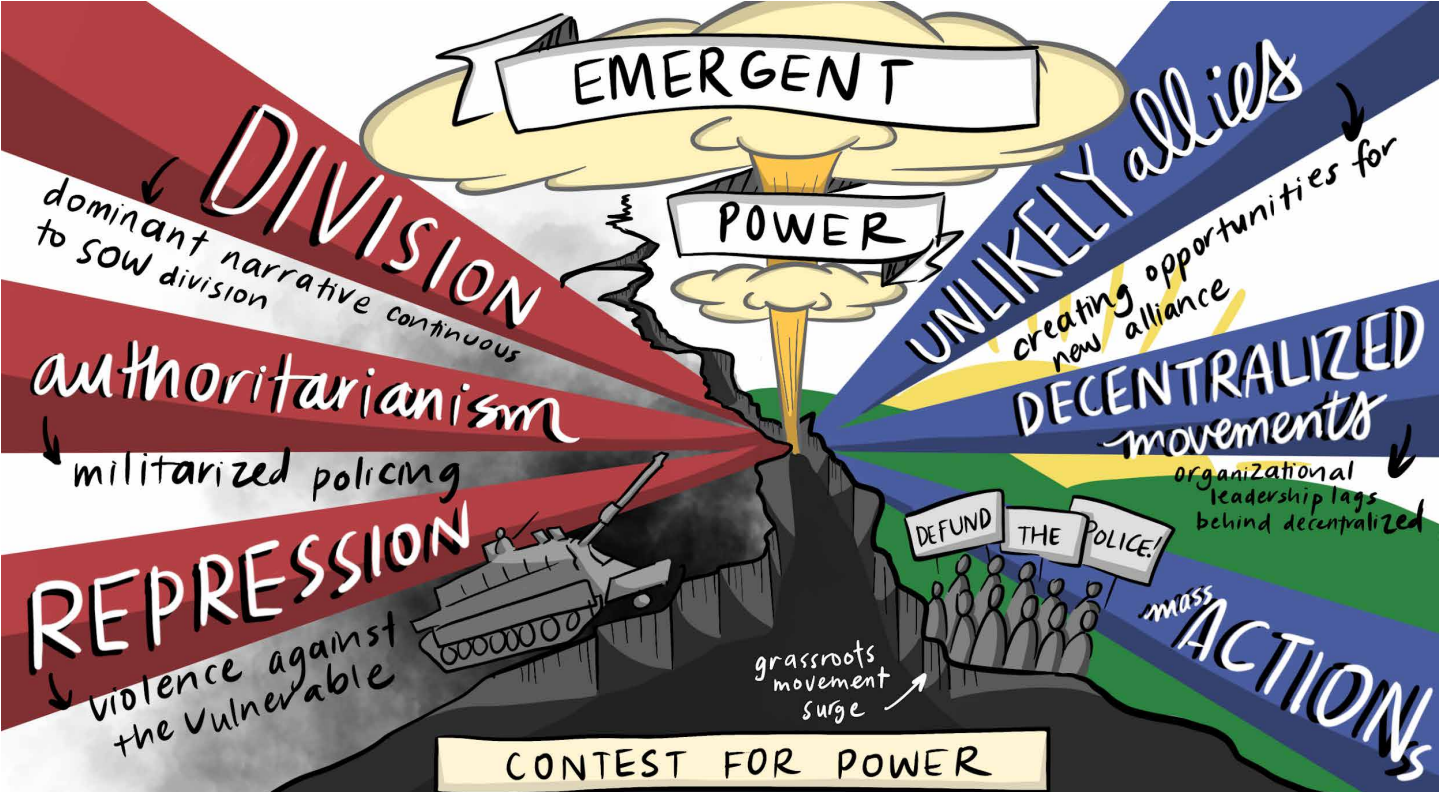 EMERGENT
POWER
DIVISION
dominant narrative continuous
to sow division
authoritarianism
militarized policing
REPRESSION
violence against
the vulnerable
UNLIKELY allies
creating opportunities for
new alliance
DECENTRALIZED
movements
organizational
leadership lags
behind decentralized
DEFUND
THE
POLICE!
mass
ACTIONs
grassroots
movement
surge
CONTEST FOR POWER